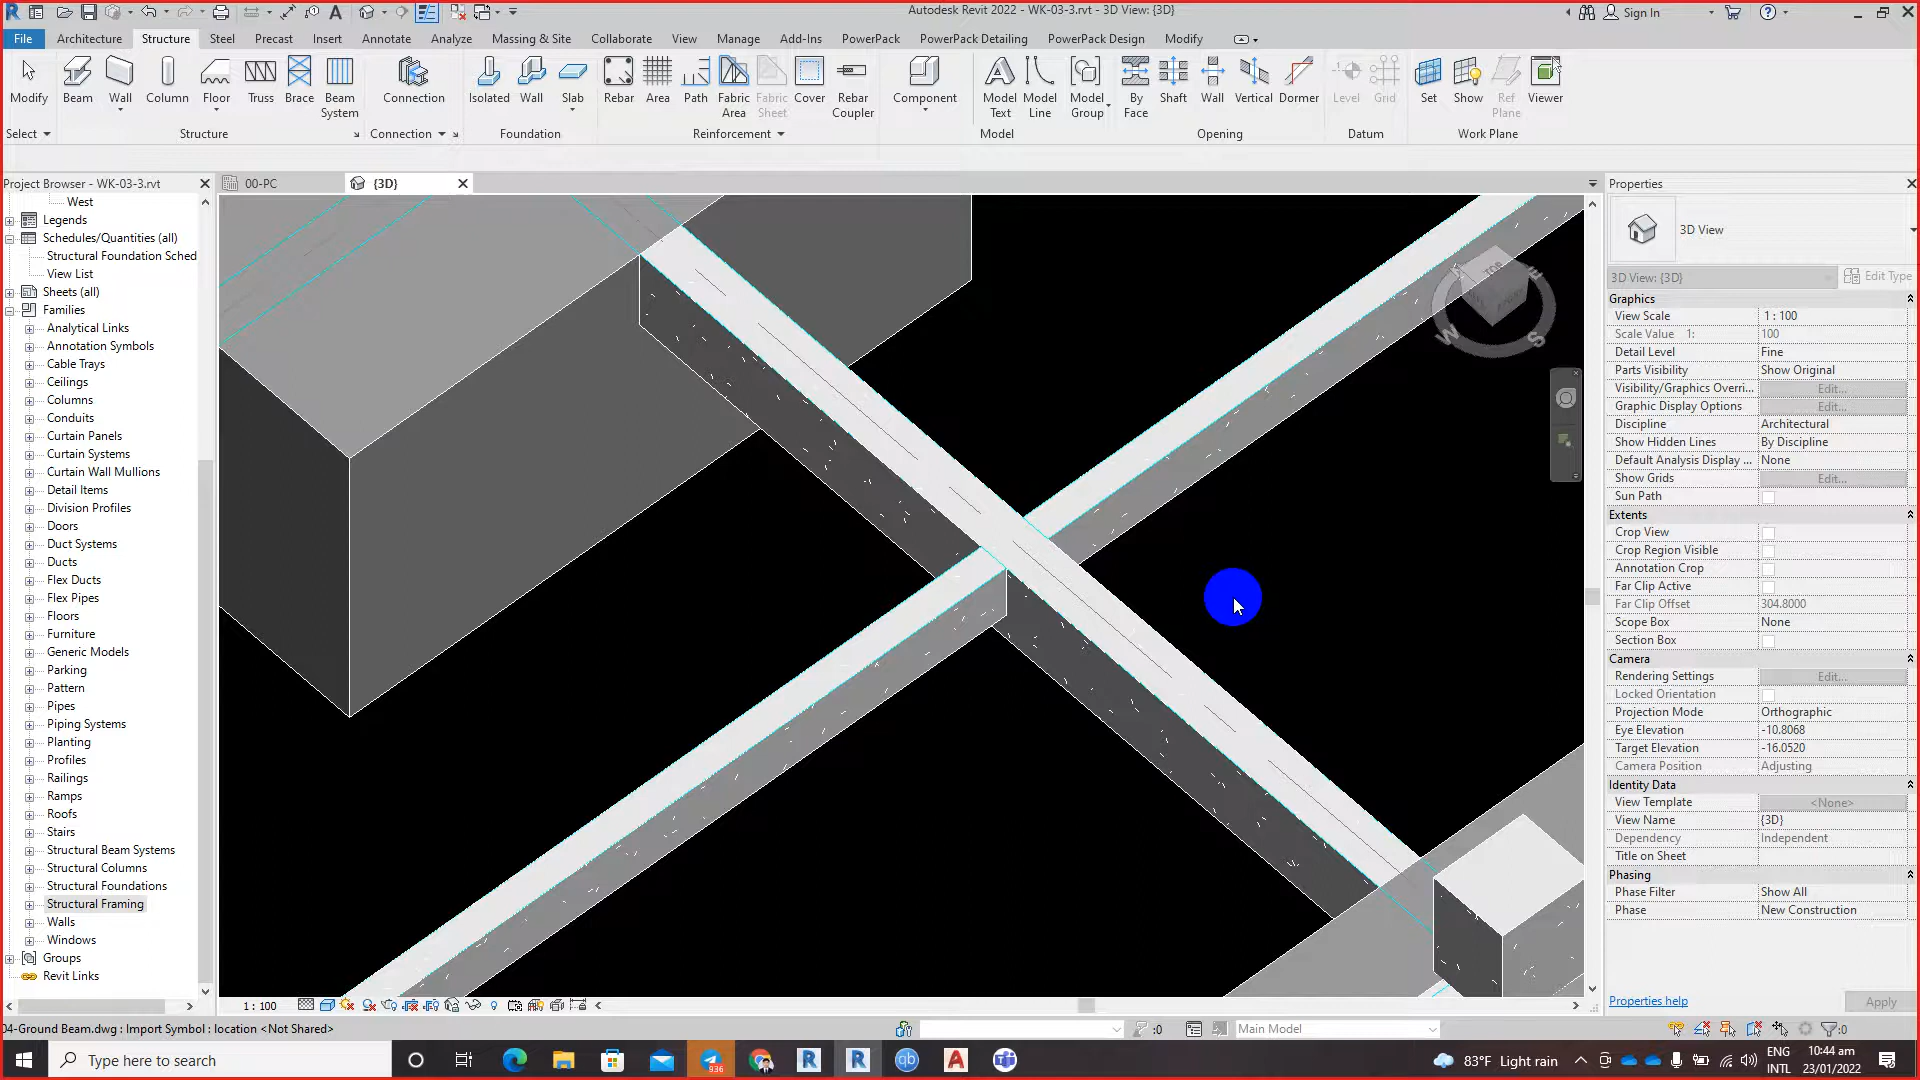 Autodesk Revit 2022 - WK-03-3.rvt - 3D View: {3D}
Sign In
File Architecture Structure Steel Precast Insert Annotate Analyze Massing & Site Collaborate View Manage Add-Ins PowerPack PowerPack Detailing PowerPack Design Modify
Modify Beam Wall Column Floor Truss Brace Beam System Connection Isolated Wall Slab Rebar Area Path Fabric Area Fabric Sheet Cover Rebar Coupler Component Model Text Model Line Model Group By Face Shaft Wall Vertical Dormer Level Grid Set Show Ref Plane Viewer
Select Structure Connection Foundation Reinforcement Model Opening Datum Work Plane
Project Browser - WK-03-3.rvt
West
Legends
Schedules/Quantities (all)
Structural Foundation Sched
View List
Sheets (all)
Families
Analytical Links
Annotation Symbols
Cable Trays
Ceilings
Columns
Conduits
Curtain Panels
Curtain Systems
Curtain Wall Mullions
Detail Items
Division Profiles
Doors
Duct Systems
Ducts
Flex Ducts
Flex Pipes
Floors
Furniture
Generic Models
Parking
Pattern
Pipes
Piping Systems
Planting
Profiles
Railings
Ramps
Roofs
Stairs
Structural Beam Systems
Structural Columns
Structural Foundations
Structural Framing
Walls
Windows
Groups
Revit Links
00-PC
{3D}
TOP
W
S
E
1 : 100
Properties
3D View
3D View: {3D}
Edit Type
Graphics
View Scale 1 : 100
Scale Value 1: 100
Detail Level Fine
Parts Visibility Show Original
Visibility/Graphics Overri... Edit...
Graphic Display Options Edit...
Discipline Architectural
Show Hidden Lines By Discipline
Default Analysis Display ... None
Show Grids Edit...
Sun Path
Extents
Crop View
Crop Region Visible
Annotation Crop
Far Clip Active
Far Clip Offset 304.8000
Scope Box None
Section Box
Camera
Rendering Settings Edit...
Locked Orientation
Projection Mode Orthographic
Eye Elevation -10.8068
Target Elevation -16.0520
Camera Position Adjusting
Identity Data
View Template <None>
View Name {3D}
Dependency Independent
Title on Sheet
Phasing
Phase Filter Show All
Phase New Construction
Properties help
Apply
04-Ground Beam.dwg : Import Symbol : location <Not Shared>
:0
Main Model
:0
Type here to search
936
83°F Light rain
ENG
INTL
10:44 am
23/01/2022